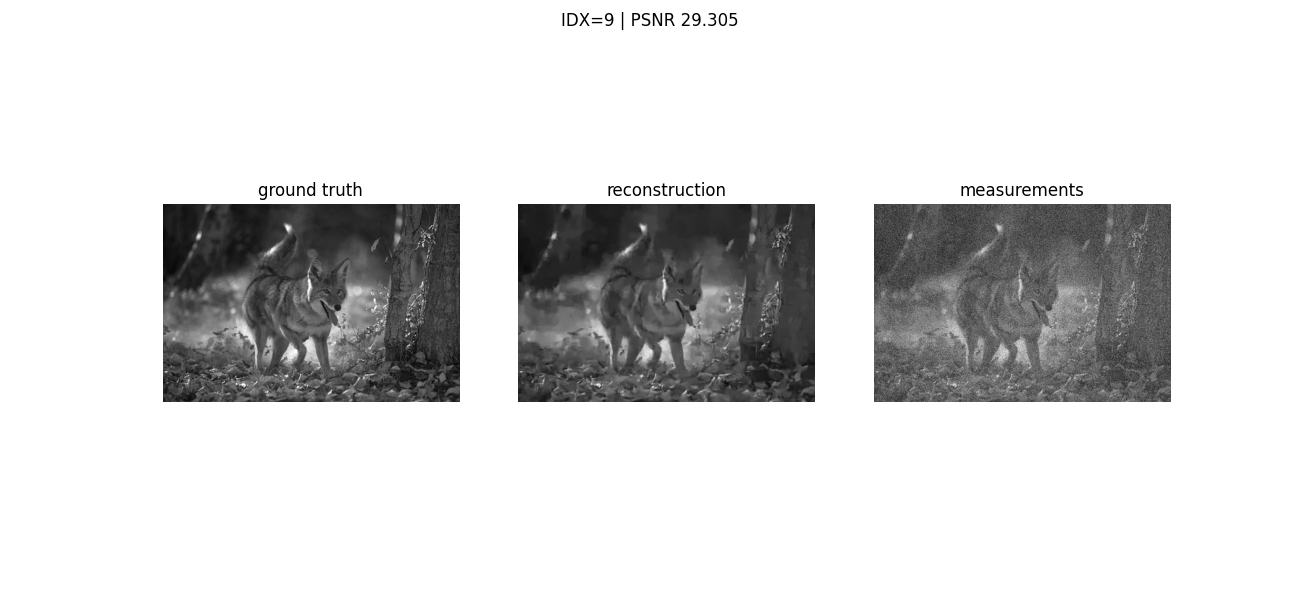 IDX=9 | PSNR 29.305
ground truth
reconstruction
measurements